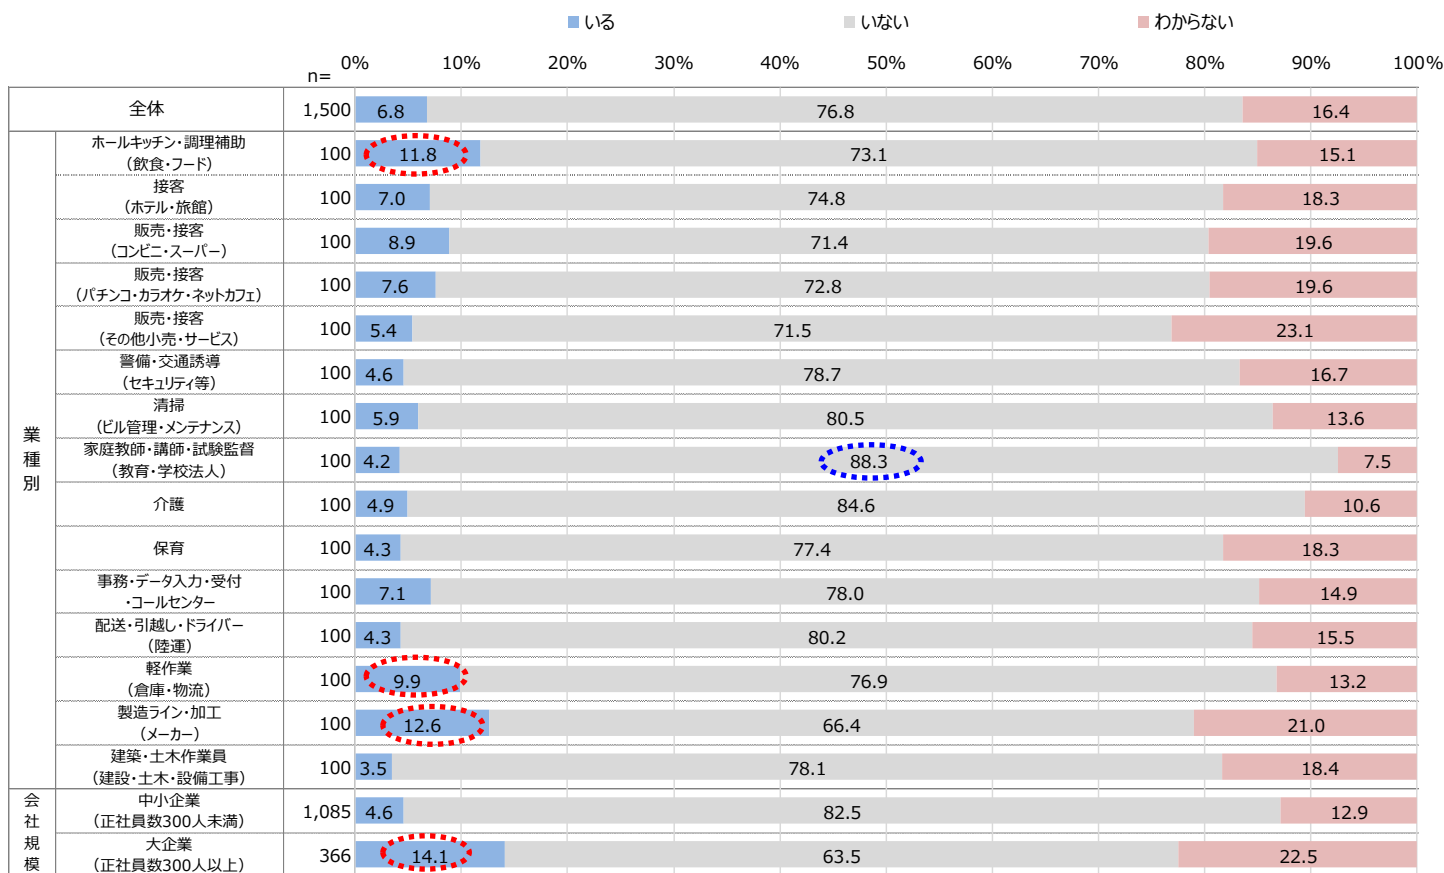 いる いない わからない
n= 0% 10% 20% 30% 40% 50% 60% 70% 80% 90% 100%
全体 1,500 6.8 76.8 16.4
業種別
ホールキッチン・調理補助
（飲食・フード） 100 11.8 73.1 15.1
接客
（ホテル・旅館） 100 7.0 74.8 18.3
販売・接客
（コンビニ・スーパー） 100 8.9 71.4 19.6
販売・接客
（パチンコ・カラオケ・ネットカフェ） 100 7.6 72.8 19.6
販売・接客
（その他小売・サービス） 100 5.4 71.5 23.1
警備・交通誘導
（セキュリティ等） 100 4.6 78.7 16.7
清掃
（ビル管理・メンテナンス） 100 5.9 80.5 13.6
家庭教師・講師・試験監督
（教育・学校法人） 100 4.2 88.3 7.5
介護 100 4.9 84.6 10.6
保育 100 4.3 77.4 18.3
事務・データ入力・受付
・コールセンター 100 7.1 78.0 14.9
配送・引越し・ドライバー
（陸運） 100 4.3 80.2 15.5
軽作業
（倉庫・物流） 100 9.9 76.9 13.2
製造ライン・加工
（メーカー） 100 12.6 66.4 21.0
建築・土木作業員
（建設・土木・設備工事） 100 3.5 78.1 18.4
会社規模
中小企業
（正社員数300人未満） 1,085 4.6 82.5 12.9
大企業
（正社員数300人以上） 366 14.1 63.5 22.5